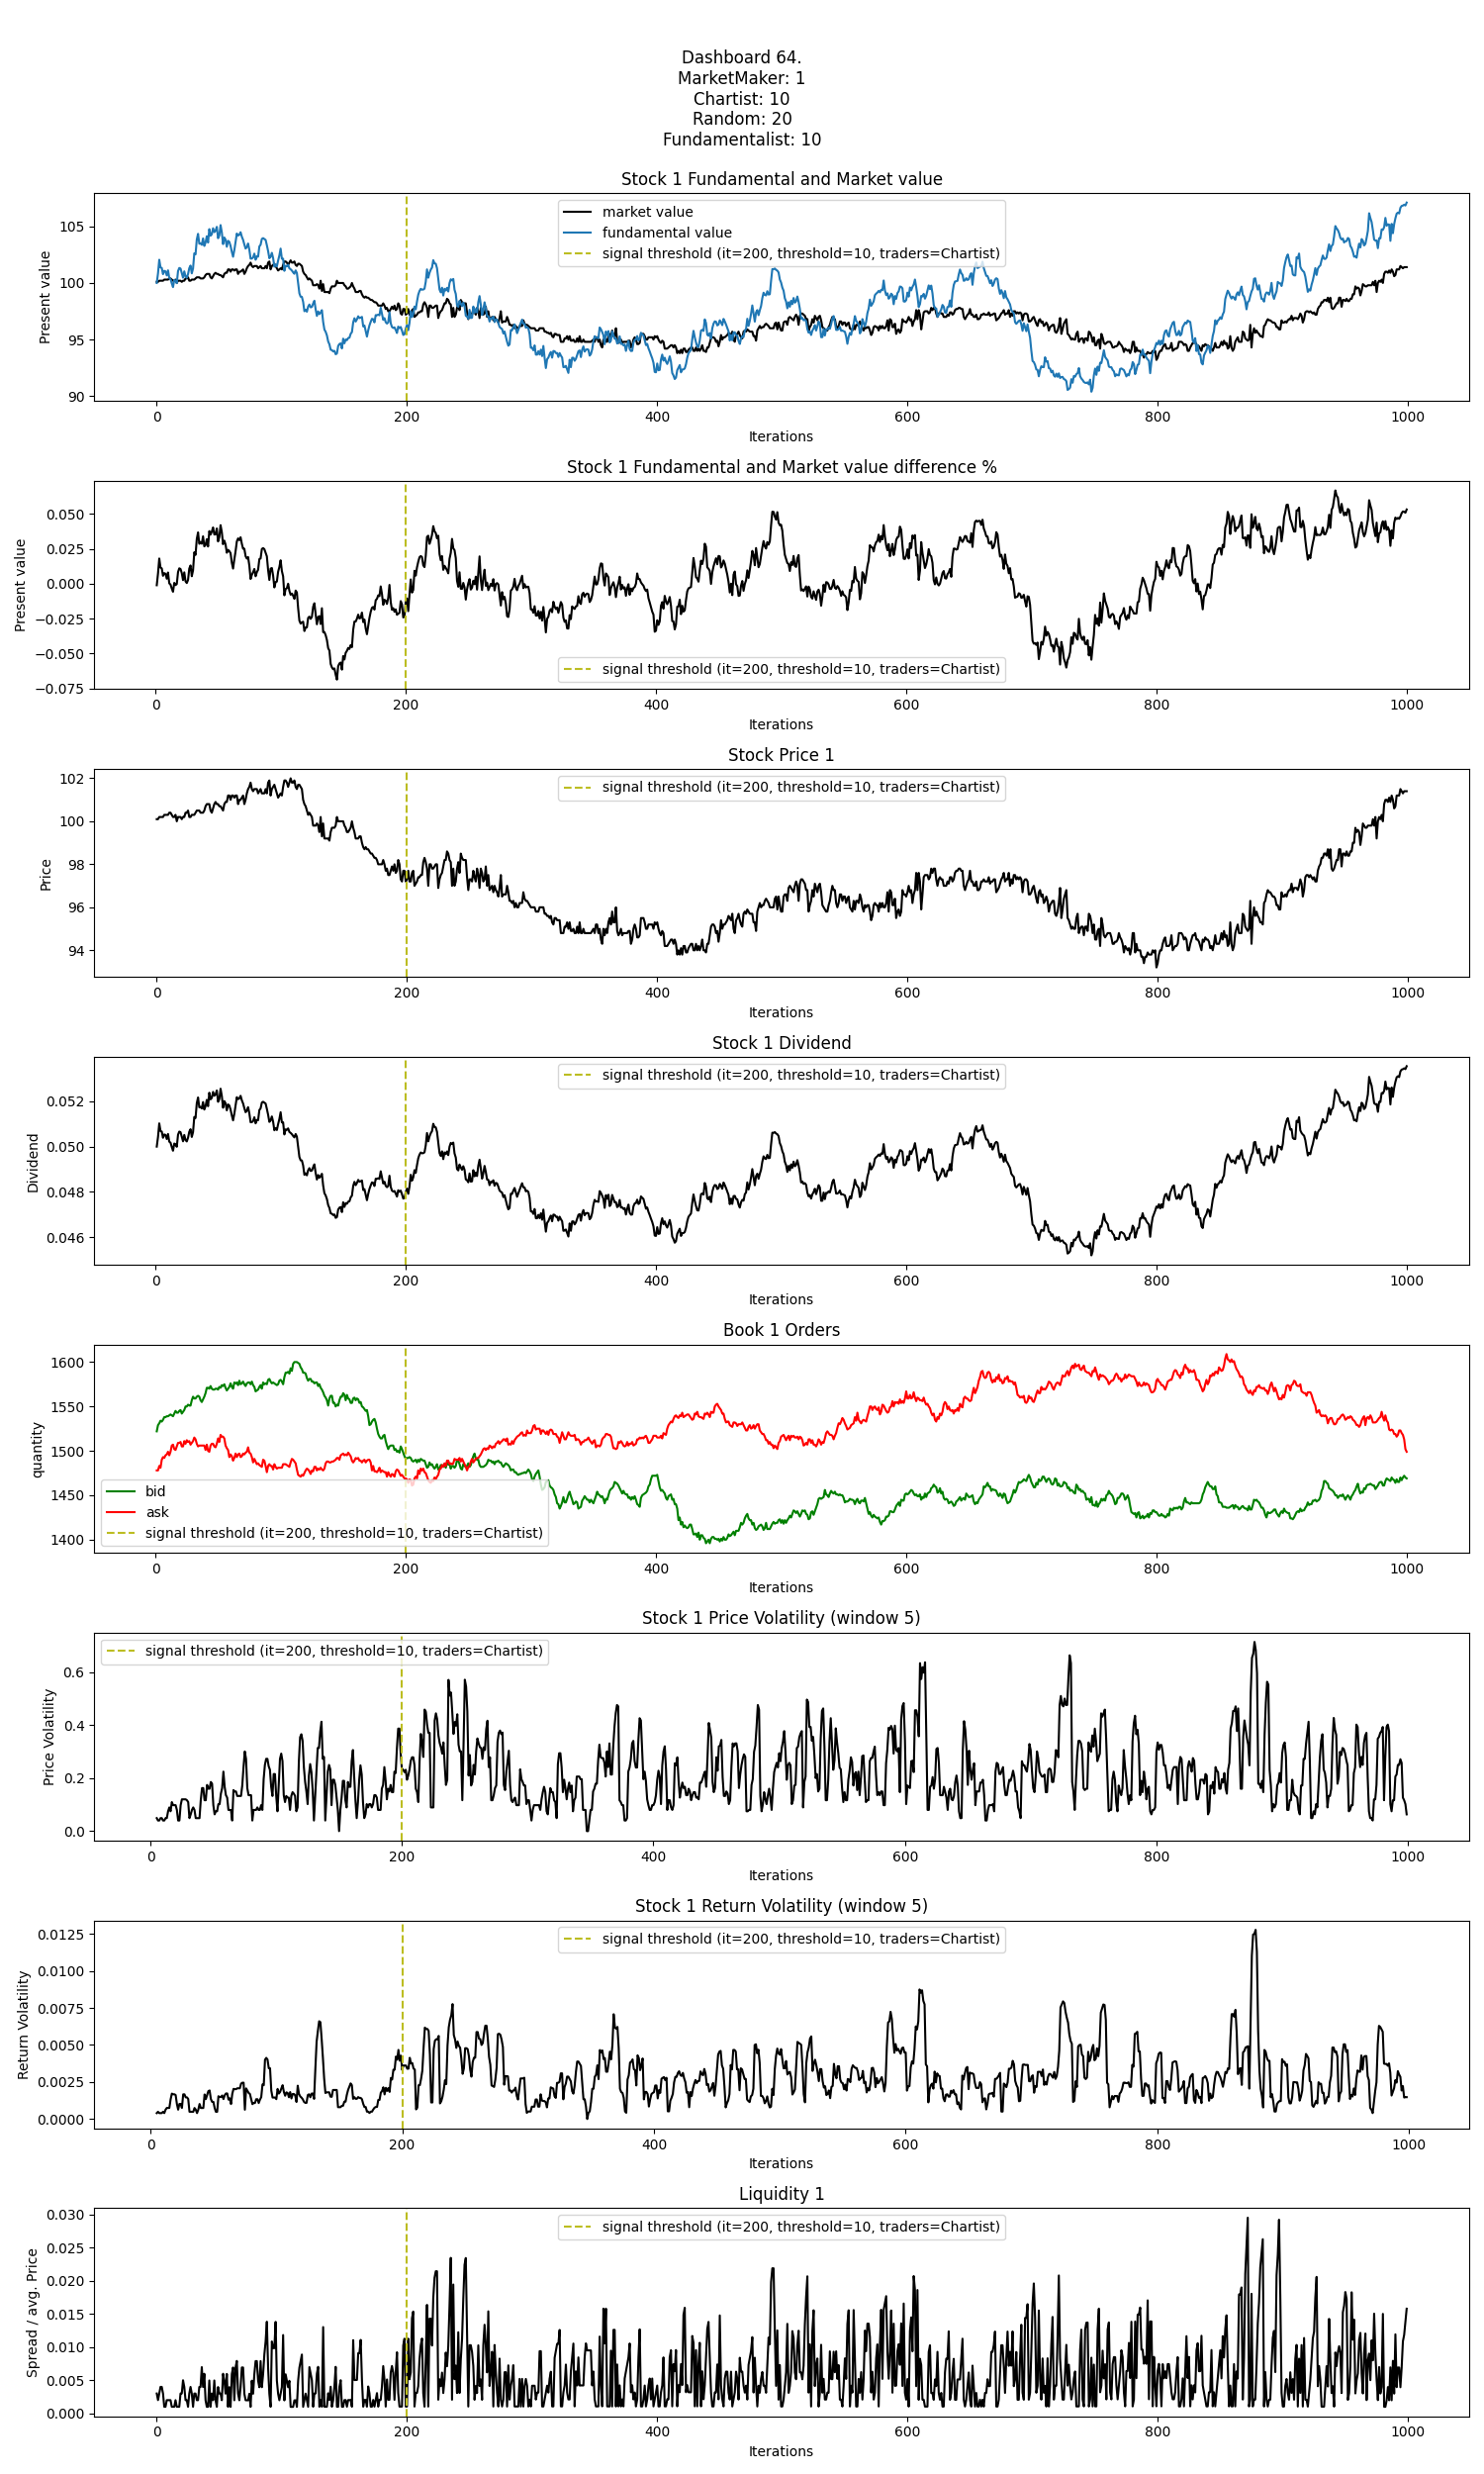 Dashboard 64.
MarketMaker: 1
Chartist: 10
Random: 20
Fundamentalist: 10
Stock 1 Fundamental and Market value
market value
fundamental value
signal threshold (it=200, threshold=10, traders=Chartist)
Present value
105
100
95
90
0 200 400 600 800 1000
Iterations
Stock 1 Fundamental and Market value difference %
Present value
0.050
0.025
0.000
−0.025
−0.050
−0.075
signal threshold (it=200, threshold=10, traders=Chartist)
0 200 400 600 800 1000
Iterations
Stock Price 1
signal threshold (it=200, threshold=10, traders=Chartist)
Price
102
100
98
96
94
0 200 400 600 800 1000
Iterations
Stock 1 Dividend
signal threshold (it=200, threshold=10, traders=Chartist)
Dividend
0.052
0.050
0.048
0.046
0 200 400 600 800 1000
Iterations
Book 1 Orders
quantity
1600
1550
1500
1450
1400
bid
ask
signal threshold (it=200, threshold=10, traders=Chartist)
0 200 400 600 800 1000
Iterations
Stock 1 Price Volatility (window 5)
signal threshold (it=200, threshold=10, traders=Chartist)
Price Volatility
0.6
0.4
0.2
0.0
0 200 400 600 800 1000
Iterations
Stock 1 Return Volatility (window 5)
signal threshold (it=200, threshold=10, traders=Chartist)
Return Volatility
0.0125
0.0100
0.0075
0.0050
0.0025
0.0000
0 200 400 600 800 1000
Iterations
Liquidity 1
signal threshold (it=200, threshold=10, traders=Chartist)
Spread / avg. Price
0.030
0.025
0.020
0.015
0.010
0.005
0.000
0 200 400 600 800 1000
Iterations